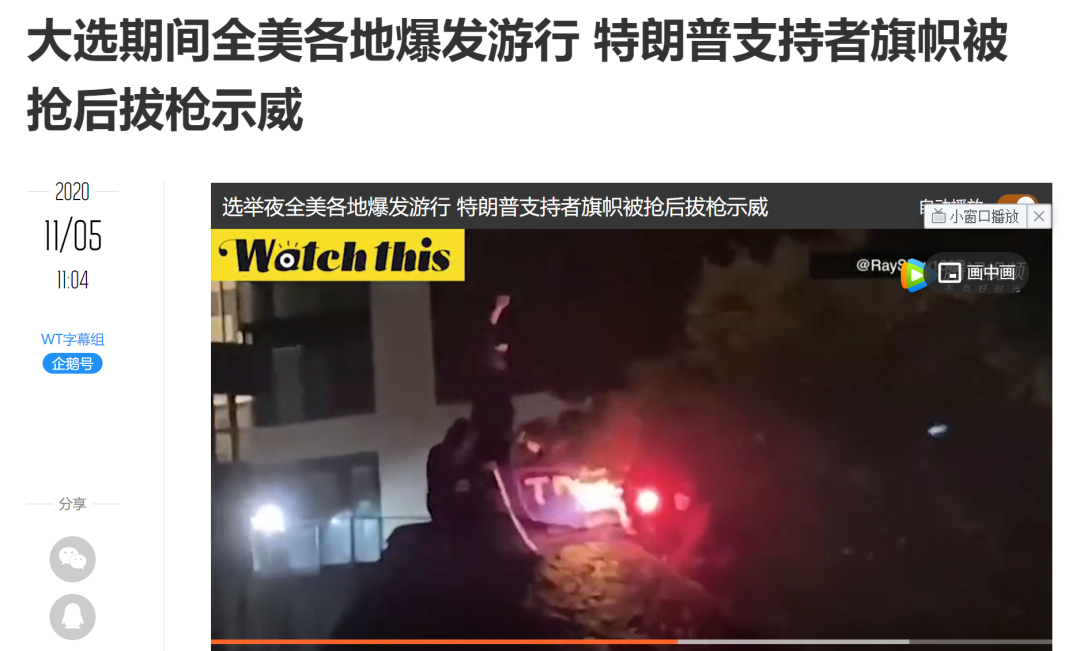 大选期间全美各地爆发游行 特朗普支持者旗帜被
抢后拔枪示威
2020
11/05
11:04
WT字幕组
企鹅号
分享
选举夜全美各地爆发游行 特朗普支持者旗帜被抢后拔枪示威
自动播放
小窗口播放
Watch this
画中画